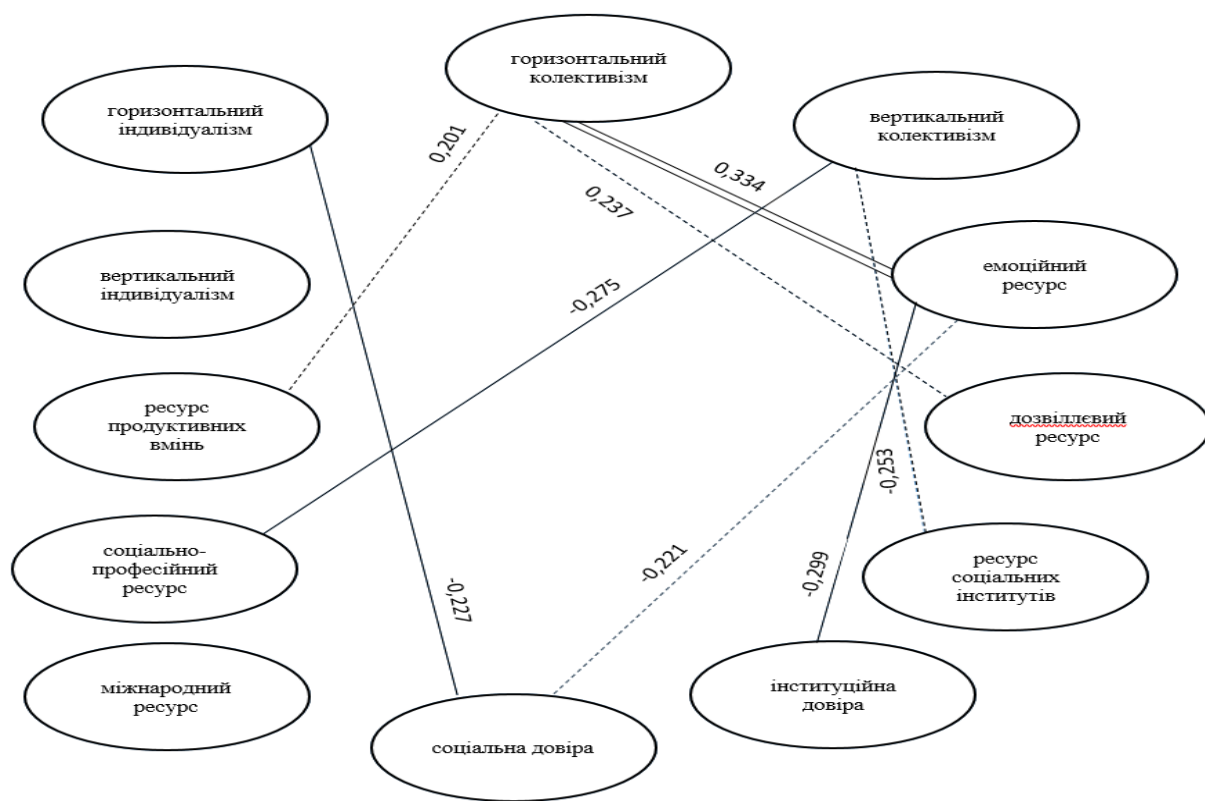 горизонтальний
колективізм
горизонтальний
індивідуалізм
вертикальний
колективізм
0,201
0,334
0,237
вертикальний
індивідуалізм
-0,275
емоційний
ресурс
ресурс
продуктивних
вмінь
дозвіллєвий
ресурс
-0,253
соціально-
професійний
ресурс
-0,227
-0,221
-0,299
ресурс
соціальних
інститутів
міжнародний
ресурс
інституційна
довіра
соціальна довіра